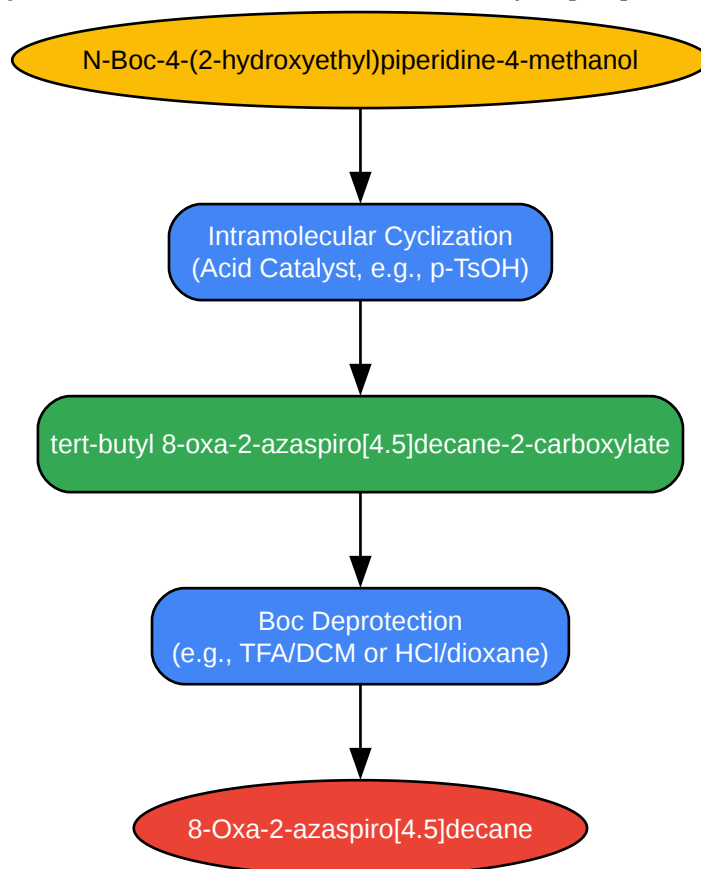 N-Boc-4-(2-hydroxyethyl)piperidine-4-methanol
Intramolecular Cyclization
(Acid Catalyst, e.g., p-TsOH)
tert-butyl 8-oxa-2-azaspiro[4.5]decane-2-carboxylate
Boc Deprotection
(e.g., TFA/DCM or HCl/dioxane)
8-Oxa-2-azaspiro[4.5]decane